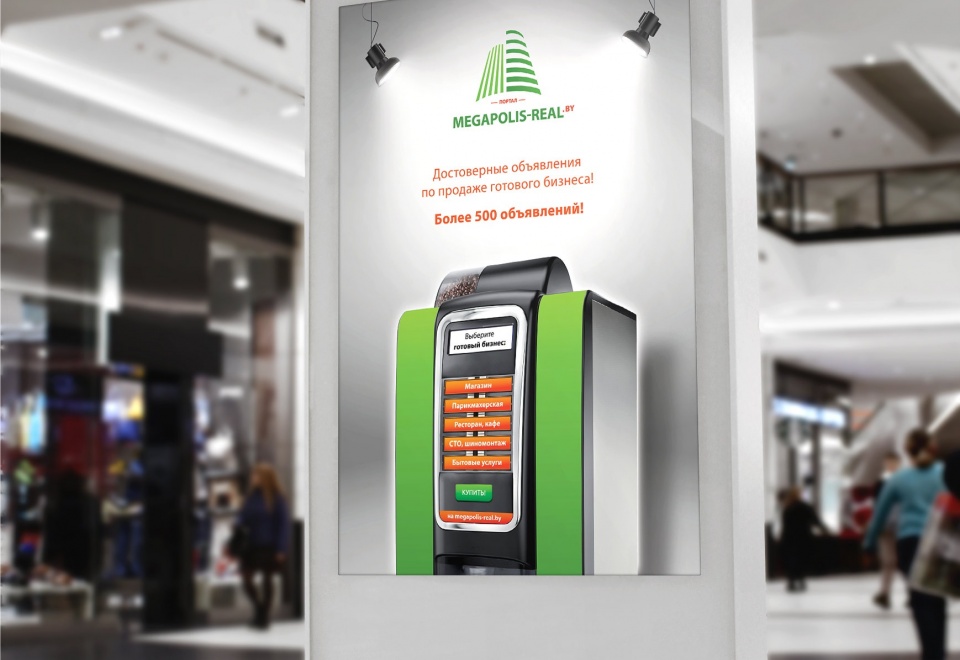 ПОРТАЛ
MEGAPOLIS-REAL.BY
Достоверные объявления
по продаже готового бизнеса!
Более 500 объявлений!
Выберите
готовый бизнес:
Магазин
Парикмахерская
Ресторан, кафе
СТО, шиномонтаж
Бытовые услуги
КУПИТЬ!
на megapolis-real.by